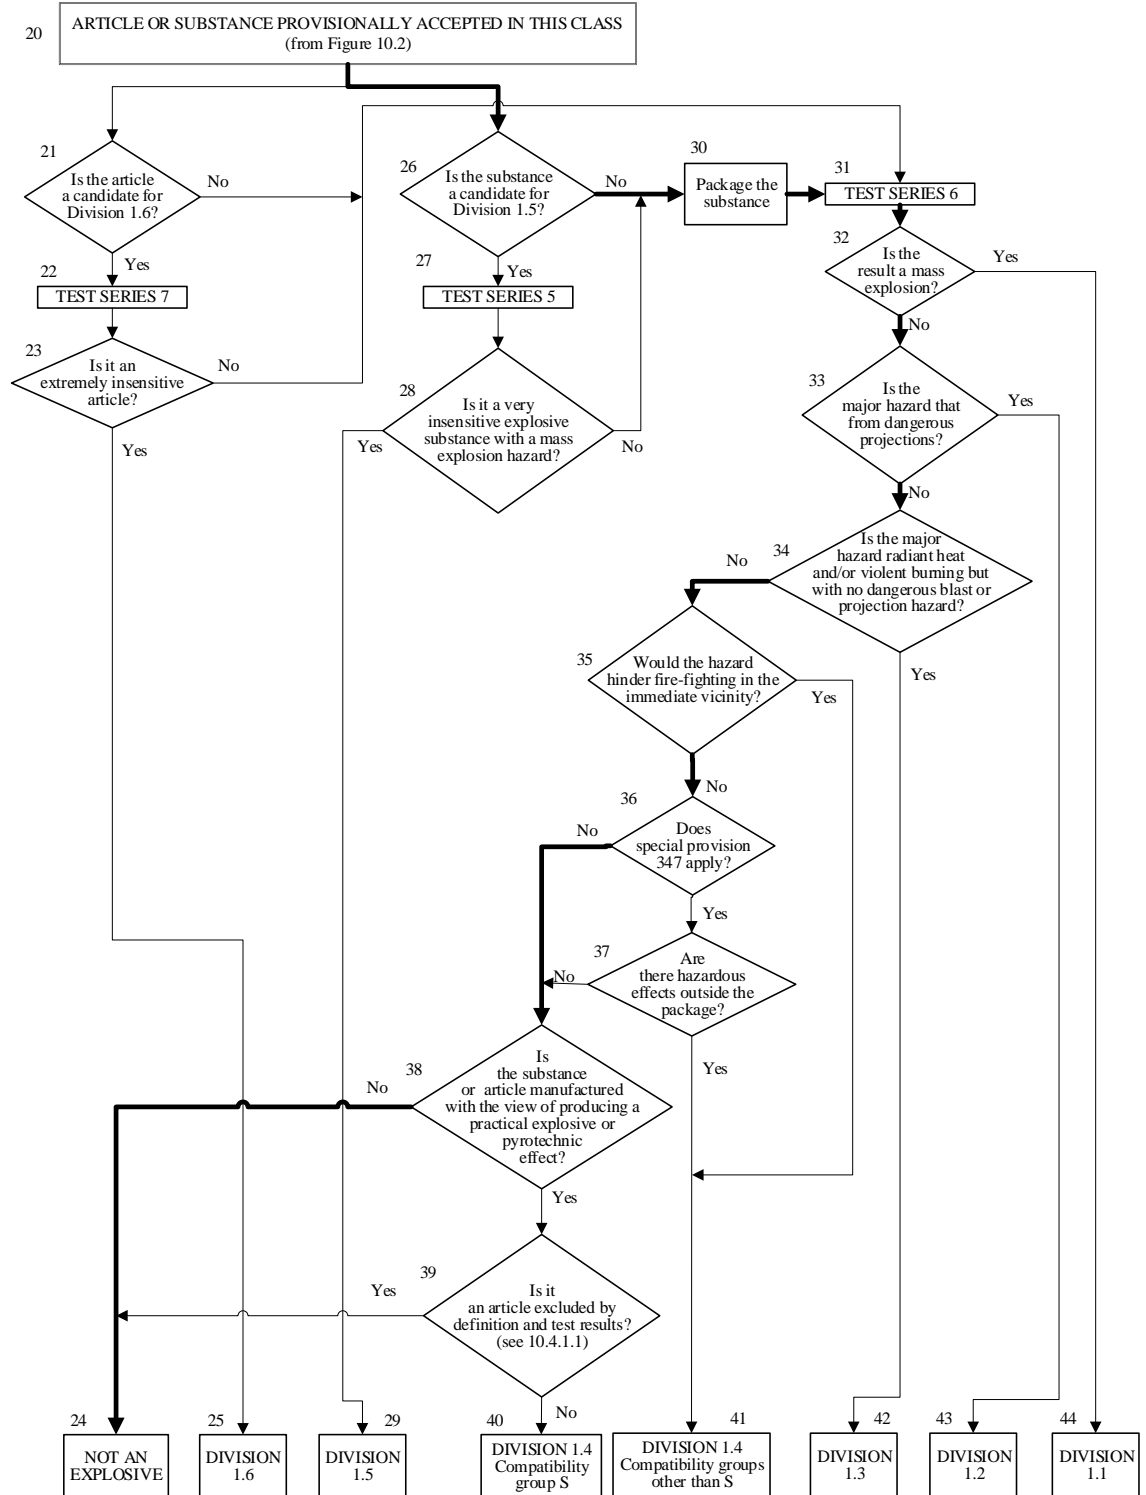 20
ARTICLE OR SUBSTANCE PROVISIONALLY ACCEPTED IN THIS CLASS
(from Figure 10.2)
21
Is the article
a candidate for
Division 1.6?
No
Yes
22
TEST SERIES 7
23
Is it an
extremely insensitive
article?
No
Yes
26
Is the substance
a candidate for
Division 1.5?
No
Yes
27
TEST SERIES 5
28
Is it a very
insensitive explosive
substance with a mass
explosion hazard?
Yes
No
30
Package the
substance
31
TEST SERIES 6
32
Is the
result a mass
explosion?
Yes
No
33
Is the
major hazard that
from dangerous
projections?
Yes
No
34
Is the major
hazard radiant heat
and/or violent burning but
with no dangerous blast or
projection hazard?
No
Yes
35
Would the hazard
hinder fire-fighting in the
immediate vicinity?
Yes
No
36
Does
special provision
347 apply?
No
Yes
37
Are
there hazardous
effects outside the
package?
No
Yes
38
Is
the substance
or article manufactured
with the view of producing a
practical explosive or
pyrotechnic
effect?
No
Yes
39
Is it
an article excluded by
definition and test results?
(see 10.4.1.1)
Yes
No
24
NOT AN
EXPLOSIVE
25
DIVISION
1.6
29
DIVISION
1.5
40
DIVISION 1.4
Compatibility
group S
41
DIVISION 1.4
Compatibility groups
other than S
42
DIVISION
1.3
43
DIVISION
1.2
44
DIVISION
1.1